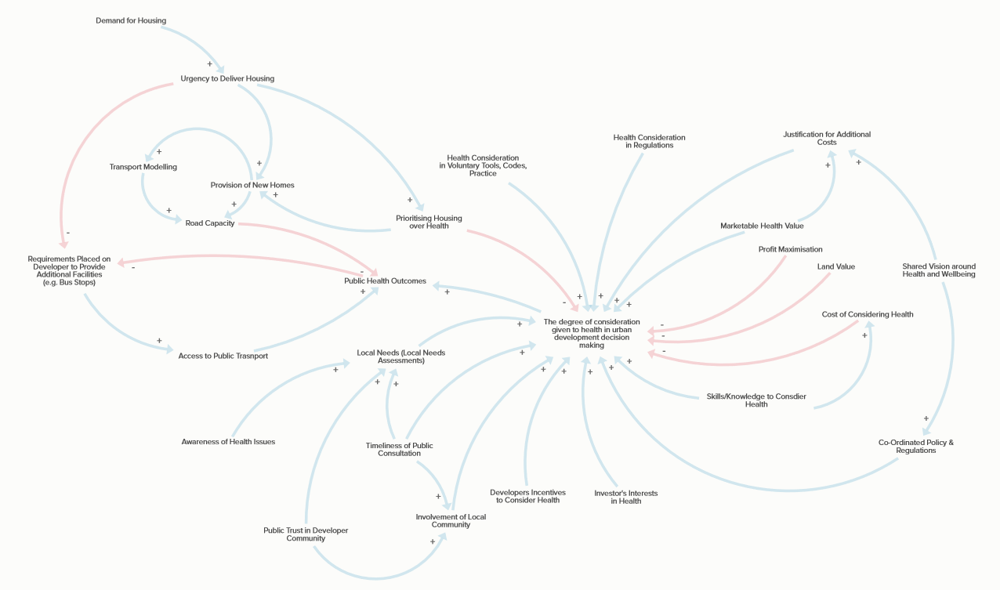 Demand for Housing
+
Urgency to Deliver Housing
Health Consideration
in Regulations
Justification for Additional
Costs
+
Transport Modelling
Health Consideration
in Voluntary Tools, Codes,
Practice
+
+
+
Provision of New Homes
+
+
+
+
Road Capacity
Prioritising Housing
over Health
Marketable Health Value
-
Profit Maximisation
Requirements Placed on
Developer to Provide
Additional Facilities
(e.g. Bus Stops)
-
-
Public Health Outcomes
+
+
Land Value
Shared Vision around
Health and Wellbeing
-
+
+
+
+
The degree of consideration
given to health in urban
development decision
making
Cost of Considering Health
-
-
-
+
+
+
Access to Public Trasnport
Local Needs (Local Needs
Assessments)
+
+
+
+
+
+
+
+
+
+
Skills/Knowledge to Consdier
Health
+
Awareness of Health Issues
Timeliness of Public
Consultation
Co-Ordinated Policy &
Regulations
+
Developers Incentives
to Consider Health
Investor's Interests
in Health
Involvement of Local
Community
Public Trust in Developer
Community
+